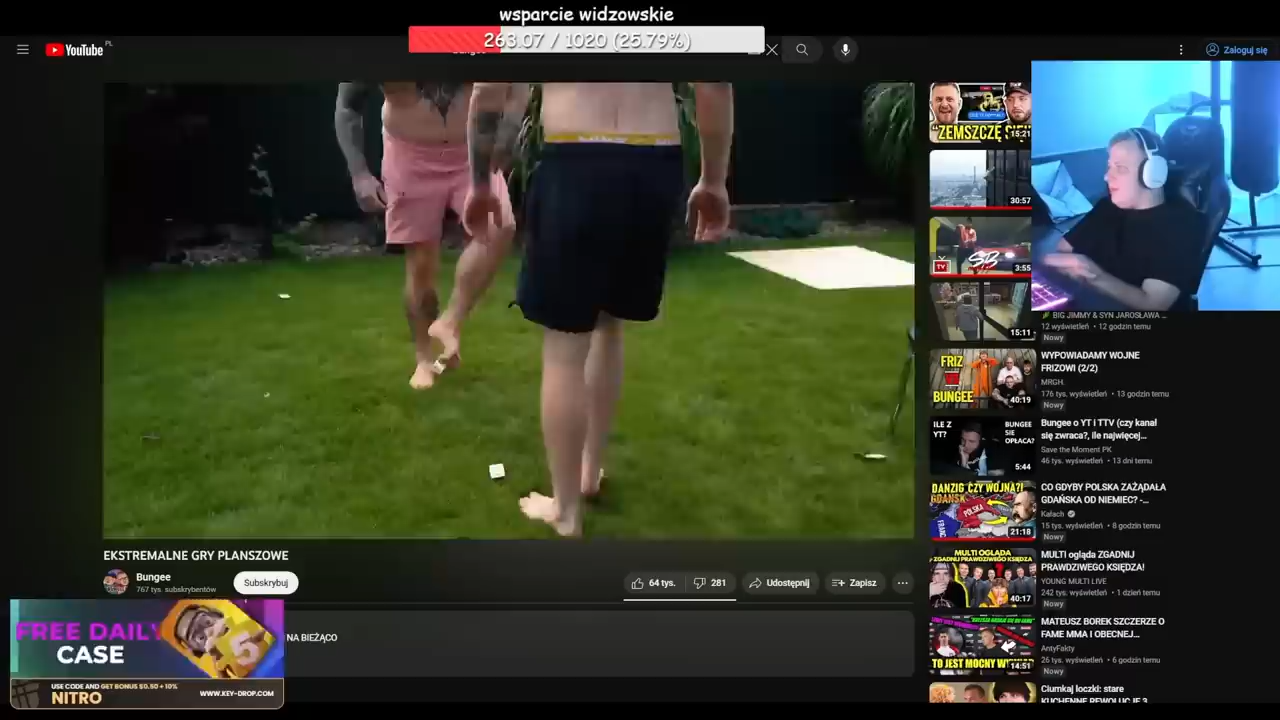 wsparcie widzowskie
263.07 / 1020 (25.79%)
YouTube PL
Zaloguj się
"ZEMSZCZĘ SIĘ"
15:21
30:57
TV
SB
3:55
15:11
BIG JIMMY & SYN JAROSŁAWA ...
12 wyświetleń • 12 godzin temu
Nowy
FRIZ
BUNGEE
40:19
WYPOWIADAMY WOJNE
FRIZOWI (2/2)
MRGH.
176 tys. wyświetleń • 13 godzin temu
Nowy
ILE Z
YT?
BUNGEE
SIE
OPŁACA?
5:44
Bungee o YT i TTV (czy kanał
się zwraca?, ile najwięcej...
Save the Moment PK
46 tys. wyświetleń • 13 dni temu
DANZIG CZY WOJNA?!
GDAŃSK
POLSKA
21:18
CO GDYBY POLSKA ZAŻĄDAŁA
GDAŃSKA OD NIEMIEC? -...
Kałach
15 tys. wyświetleń • 8 godzin temu
Nowy
MULTI OGLĄDA
ZGADNIJ PRAWDZIWEGO KSIĘDZA!
40:17
MULTI ogląda ZGADNIJ
PRAWDZIWEGO KSIĘDZA!
YOUNG MULTI LIVE
242 tys. wyświetleń • 1 dzień temu
Nowy
TO JEST MOCNY
14:51
MATEUSZ BOREK SZCZERZE O
FAME MMA I OBECNEJ...
AntyFakty
26 tys. wyświetleń • 6 godzin temu
Nowy
Ciumkaj loczki: stare
KUCHENNE REWOLUCJE 3
EKSTREMALNE GRY PLANSZOWE
Bungee
767 tys. subskrybentów
Subskrybuj
64 tys.
281
Udostępnij
Zapisz
NA BIEŻĄCO
FREE DAILY
CASE
USE CODE AND GET BONUS $0.50 + 10%
NITRO
WWW.KEY-DROP.COM